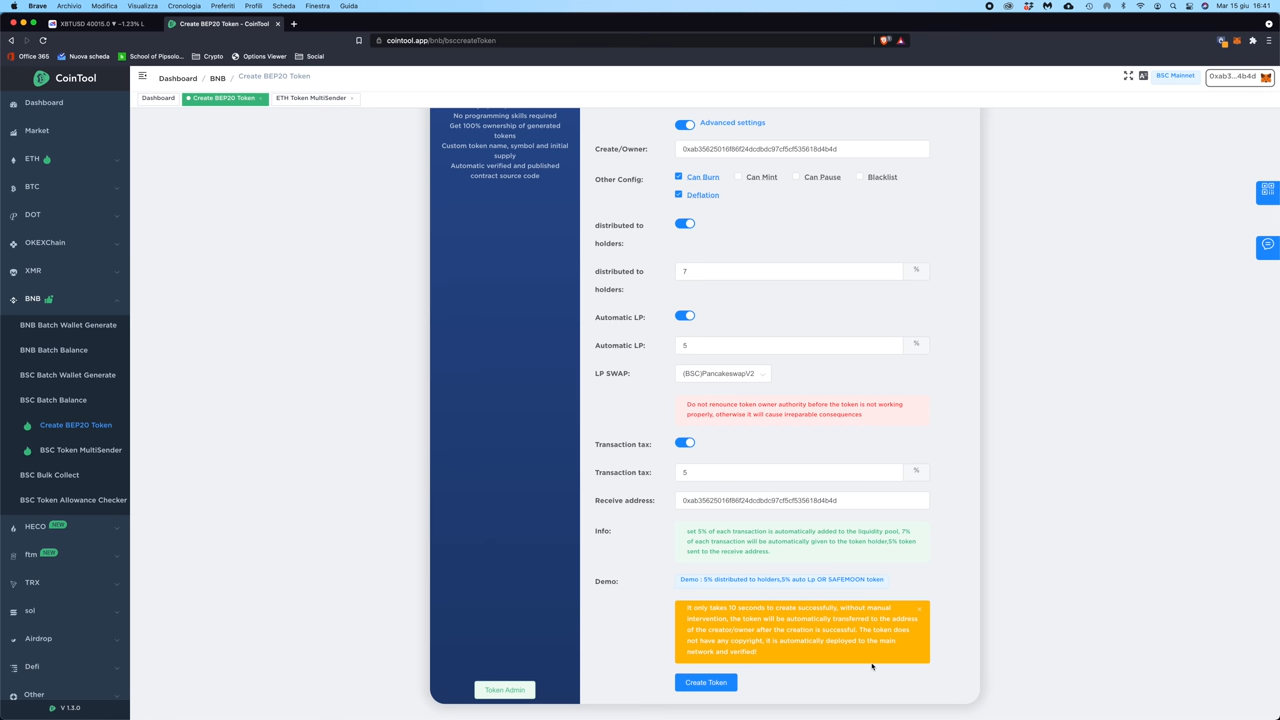 Brave Archivio Modifica Visualizza Cronologia Preferiti Profili Scheda Finestra Guida
Mar 15 giu 16:41
XBTUSD 40015.0 ▼ −1.23% L
Create BEP20 Token - CoinTool
cointool.app/bnb/bsccreateToken
Office 365 Nuova scheda School of Pipsolo... Crypto Options Viewer Social
CoinTool
Dashboard BNB Create BEP20 Token
BSC Mainnet
0xab3...4b4d
Dashboard Create BEP20 Token ETH Token MultiSender
Dashboard
Market
ETH
BTC
DOT
OKEXChain
XMR
BNB
BNB Batch Wallet Generate
BNB Batch Balance
BSC Batch Wallet Generate
BSC Batch Balance
Create BEP20 Token
BSC Token MultiSender
BSC Bulk Collect
BSC Token Allowance Checker
HECO NEW
ftm NEW
TRX
sol
Airdrop
Defi
Other
V 1.3.0
No programming skills required
Get 100% ownership of generated
tokens
Custom token name, symbol and initial
supply
Automatic verified and published
contract source code
Token Admin
Advanced settings
Create/Owner: 0xab35625016f86f24dcdbdc97cf5cf535618d4b4d
Other Config: Can Burn Can Mint Can Pause Blacklist
Deflation
distributed to
holders:
distributed to
holders:
7 %
Automatic LP:
Automatic LP: 5 %
LP SWAP: (BSC)PancakeswapV2
Do not renounce token owner authority before the token is not working
properly, otherwise it will cause irreparable consequences
Transaction tax:
Transaction tax: 5 %
Receive address: 0xab35625016f86f24dcdbdc97cf5cf535618d4b4d
Info: set 5% of each transaction is automatically added to the liquidity pool, 7%
of each transaction will be automatically given to the token holder,5% token
sent to the receive address.
Demo: Demo : 5% distributed to holders,5% auto Lp OR SAFEMOON token
It only takes 10 seconds to create successfully, without manual
intervention, the token will be automatically transferred to the address
of the creator/owner after the creation is successful. The token does
not have any copyright, it is automatically deployed to the main
network and verified!
Create Token